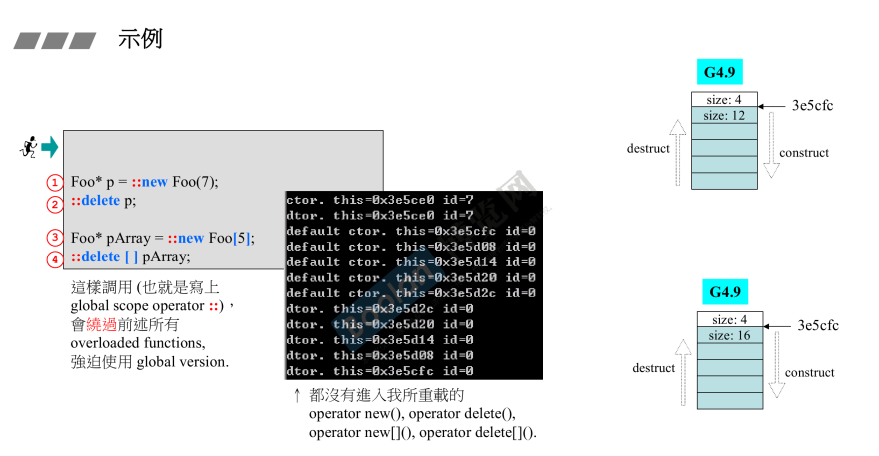 示例
① Foo* p = ::new Foo(7);
② ::delete p;
③ Foo* pArray = ::new Foo[5];
④ ::delete [ ] pArray;
這樣調用 (也就是寫上
global scope operator ::)，
會繞過前述所有
overloaded functions,
強迫使用 global version.
ctor. this=0x3e5ce0 id=7
dtor. this=0x3e5ce0 id=7
default ctor. this=0x3e5cfc id=0
default ctor. this=0x3e5d08 id=0
default ctor. this=0x3e5d14 id=0
default ctor. this=0x3e5d20 id=0
default ctor. this=0x3e5d2c id=0
dtor. this=0x3e5d2c id=0
dtor. this=0x3e5d20 id=0
dtor. this=0x3e5d14 id=0
dtor. this=0x3e5d08 id=0
dtor. this=0x3e5cfc id=0
↑ 都沒有進入我所重載的
operator new(), operator delete(),
operator new[](), operator delete[]().
G4.9
size: 4
3e5cfc
size: 12
destruct
construct
G4.9
size: 4
3e5cfc
size: 16
destruct
construct